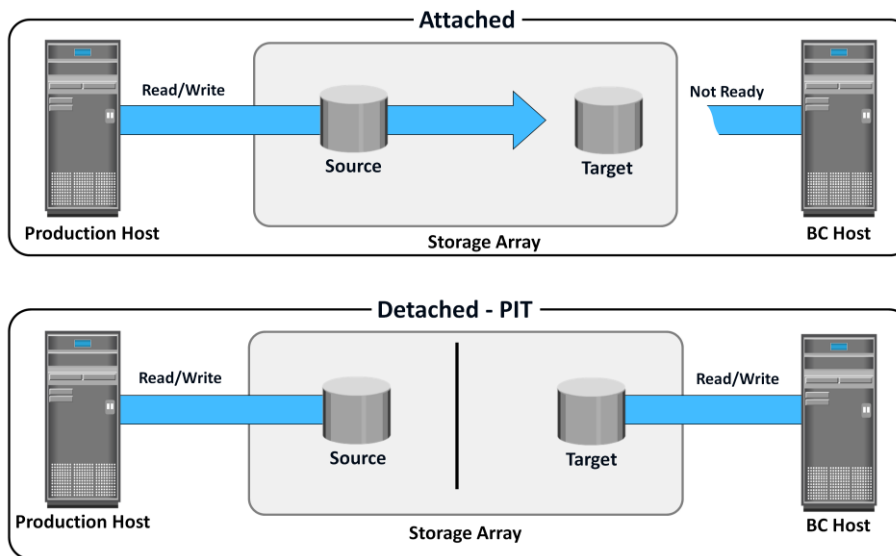 Attached
Read/Write
Not Ready
Source
Target
Production Host
BC Host
Storage Array
Detached - PIT
Read/Write
Read/Write
Source
Target
Production Host
BC Host
Storage Array